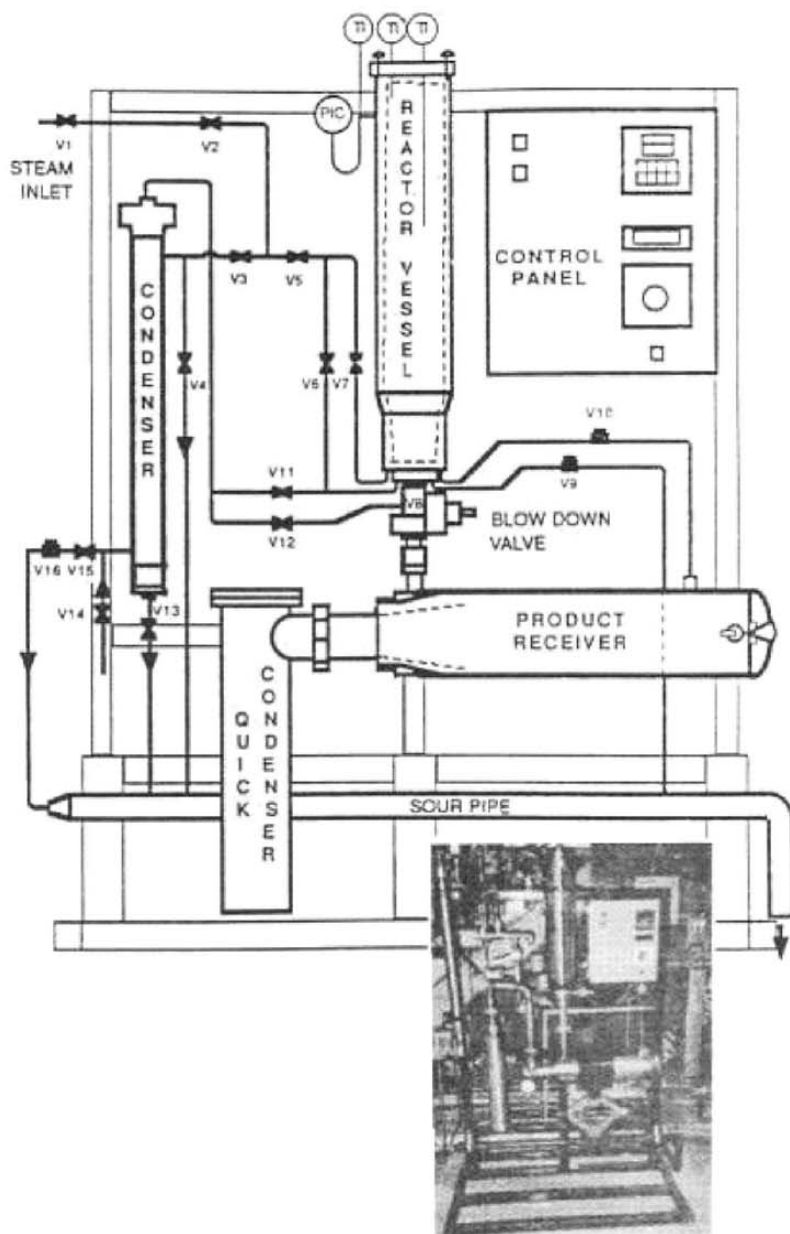 TI TI TI
PIC
V1
V2
STEAM
INLET
REACTOR VESSEL
CONTROL
PANEL
V3
V5
CONDENSER
V4
V6
V7
V10
V11
V9
V8
V12
BLOW DOWN
VALVE
V16
V15
V14
V13
PRODUCT
RECEIVER
QUICK
CONDENSER
SOUR PIPE